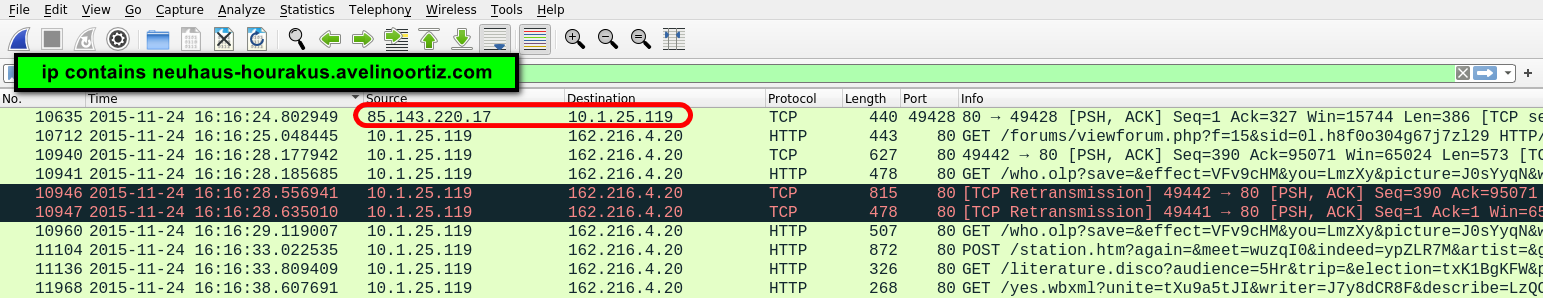 File Edit View Go Capture Analyze Statistics Telephony Wireless Tools Help
ip contains neuhaus-hourakus.avelinoortiz.com
No. Time Source Destination Protocol Length Port Info
10635 2015-11-24 16:16:24.802949 85.143.220.17 10.1.25.119 TCP 440 49428 80 → 49428 [PSH, ACK] Seq=1 Ack=327 Win=15744 Len=386 [TCP se
10712 2015-11-24 16:16:25.048445 10.1.25.119 162.216.4.20 HTTP 443 80 GET /forums/viewforum.php?f=15&sid=0l.h8f0o304g67j7zl29 HTTP/
10940 2015-11-24 16:16:28.177942 10.1.25.119 162.216.4.20 TCP 627 80 49442 → 80 [PSH, ACK] Seq=390 Ack=95071 Win=65024 Len=573 [TC
10941 2015-11-24 16:16:28.185685 10.1.25.119 162.216.4.20 HTTP 478 80 GET /who.olp?save=&effect=VFv9cHM&you=LmzXy&picture=J0sYyqN&w
10946 2015-11-24 16:16:28.556941 10.1.25.119 162.216.4.20 TCP 815 80 [TCP Retransmission] 49442 → 80 [PSH, ACK] Seq=390 Ack=95071
10947 2015-11-24 16:16:28.635010 10.1.25.119 162.216.4.20 TCP 478 80 [TCP Retransmission] 49441 → 80 [PSH, ACK] Seq=1 Ack=1 Win=65
10960 2015-11-24 16:16:29.119007 10.1.25.119 162.216.4.20 HTTP 507 80 GET /who.olp?save=&effect=VFv9cHM&you=LmzXy&picture=J0sYyqN&w
11104 2015-11-24 16:16:33.022535 10.1.25.119 162.216.4.20 HTTP 872 80 POST /station.htm?again=&meet=wuzqI0&indeed=ypZLR7M&artist=&g
11136 2015-11-24 16:16:33.809409 10.1.25.119 162.216.4.20 HTTP 326 80 GET /literature.disco?audience=5Hr&trip=&election=txK1BgKFW&p
11968 2015-11-24 16:16:38.607691 10.1.25.119 162.216.4.20 HTTP 268 80 GET /yes.wbxml?unite=tXu9a5tJI&writer=J7y8dCR8F&describe=LzQC